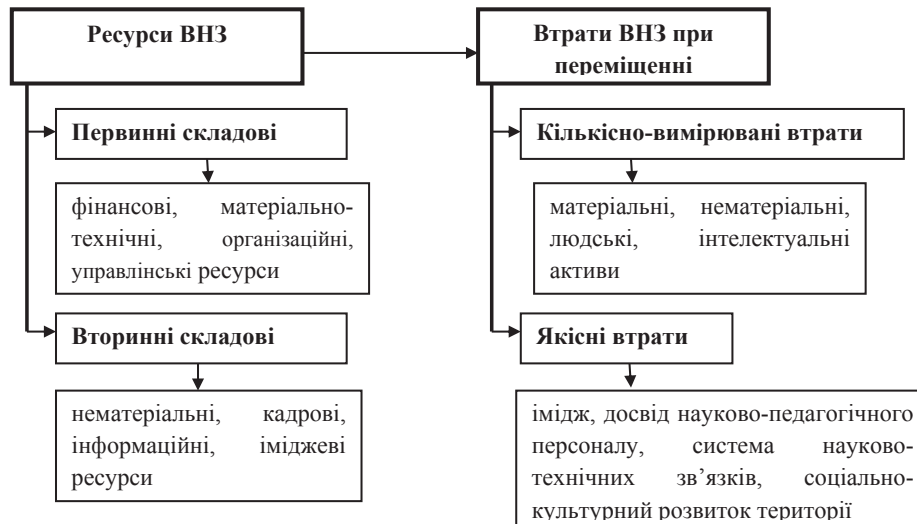 Ресурси ВНЗ
Втрати ВНЗ при
переміщенні
Первинні складові
фінансові, матеріально-
технічні, організаційні,
управлінські ресурси
Вторинні складові
нематеріальні, кадрові,
інформаційні, іміджеві
ресурси
Кількісно-вимірювані втрати
матеріальні, нематеріальні,
людські, інтелектуальні
активи
Якісні втрати
імідж, досвід науково-педагогічного
персоналу, система науково-
технічних зв’язків, соціально-
культурний розвиток території